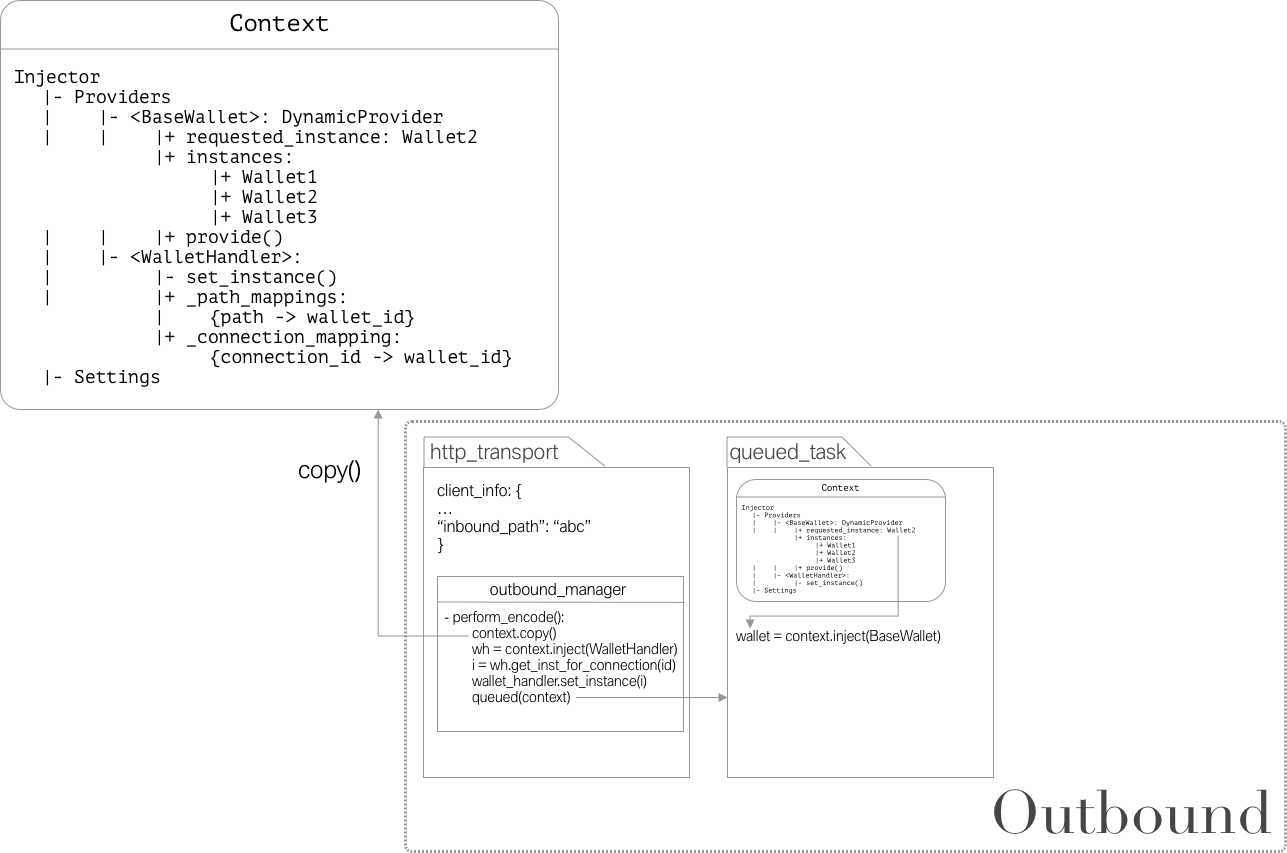 Context
Injector
|- Providers
| |- <BaseWallet>: DynamicProvider
| | |+ requested_instance: Wallet2
|+ instances:
|+ Wallet1
|+ Wallet2
|+ Wallet3
| | |+ provide()
| |- <WalletHandler>:
| |- set_instance()
| |+ _path_mappings:
| {path -> wallet_id}
|+ _connection_mapping:
{connection_id -> wallet_id}
|- Settings
copy()
http_transport
client_info: {
...
“inbound_path”: “abc”
}
outbound_manager
- perform_encode():
context.copy()
wh = context.inject(WalletHandler)
i = wh.get_inst_for_connection(id)
wallet_handler.set_instance(i)
queued(context)
queued_task
Context
Injector
|- Providers
| |- <BaseWallet>: DynamicProvider
| | |+ requested_instance: Wallet2
|+ instances:
|+ Wallet1
|+ Wallet2
|+ Wallet3
| | |+ provide()
| |- <WalletHandler>:
| |- set_instance()
|- Settings
wallet = context.inject(BaseWallet)
Outbound